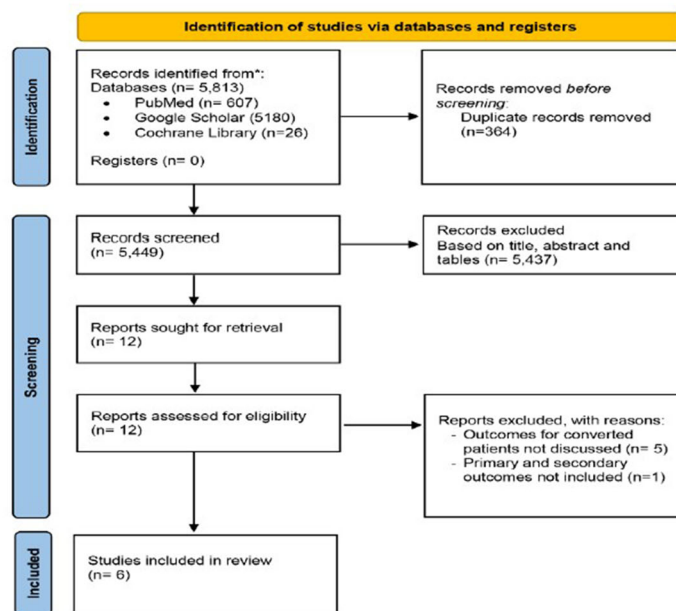 Identification of studies via databases and registers
Identification
Records identified from*:
Databases (n= 5,813)
• PubMed (n= 607)
• Google Scholar (5180)
• Cochrane Library (n=26)
Registers (n= 0)
Records removed before
screening:
Duplicate records removed
(n=364)
Screening
Records screened
(n= 5,449)
Records excluded
Based on title, abstract and
tables (n= 5,437)
Reports sought for retrieval
(n= 12)
Reports assessed for eligibility
(n= 12)
Reports excluded, with reasons:
- Outcomes for converted
patients not discussed (n= 5)
- Primary and secondary
outcomes not included (n=1)
Included
Studies included in review
(n= 6)